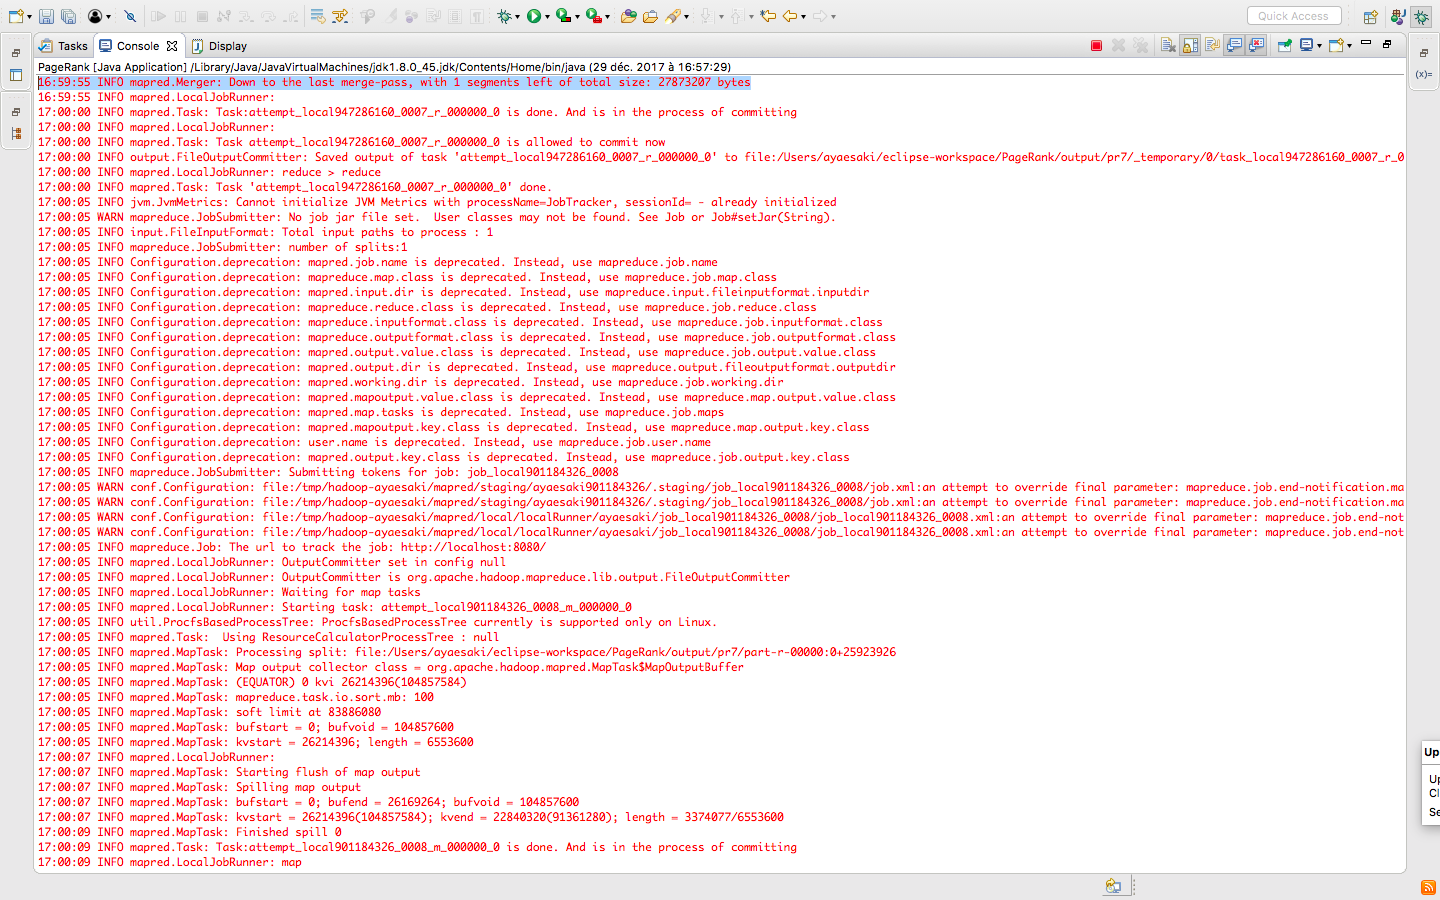 Quick Access
Tasks
Console
Display
PageRank [Java Application] /Library/Java/JavaVirtualMachines/jdk1.8.0_45.jdk/Contents/Home/bin/java (29 déc. 2017 à 16:57:29)
16:59:55 INFO mapred.Merger: Down to the last merge-pass, with 1 segments left of total size: 27873207 bytes
16:59:55 INFO mapred.LocalJobRunner:
17:00:00 INFO mapred.Task: Task:attempt_local947286160_0007_r_000000_0 is done. And is in the process of committing
17:00:00 INFO mapred.LocalJobRunner:
17:00:00 INFO mapred.Task: Task attempt_local947286160_0007_r_000000_0 is allowed to commit now
17:00:00 INFO output.FileOutputCommitter: Saved output of task 'attempt_local947286160_0007_r_000000_0' to file:/Users/ayaesaki/eclipse-workspace/PageRank/output/pr7/_temporary/0/task_local947286160_0007_r_0
17:00:00 INFO mapred.LocalJobRunner: reduce > reduce
17:00:00 INFO mapred.Task: Task 'attempt_local947286160_0007_r_000000_0' done.
17:00:05 INFO jvm.JvmMetrics: Cannot initialize JVM Metrics with processName=JobTracker, sessionId= - already initialized
17:00:05 WARN mapreduce.JobSubmitter: No job jar file set.  User classes may not be found. See Job or Job#setJar(String).
17:00:05 INFO input.FileInputFormat: Total input paths to process : 1
17:00:05 INFO mapreduce.JobSubmitter: number of splits:1
17:00:05 INFO Configuration.deprecation: mapred.job.name is deprecated. Instead, use mapreduce.job.name
17:00:05 INFO Configuration.deprecation: mapreduce.map.class is deprecated. Instead, use mapreduce.job.map.class
17:00:05 INFO Configuration.deprecation: mapred.input.dir is deprecated. Instead, use mapreduce.input.fileinputformat.inputdir
17:00:05 INFO Configuration.deprecation: mapreduce.reduce.class is deprecated. Instead, use mapreduce.job.reduce.class
17:00:05 INFO Configuration.deprecation: mapreduce.inputformat.class is deprecated. Instead, use mapreduce.job.inputformat.class
17:00:05 INFO Configuration.deprecation: mapreduce.outputformat.class is deprecated. Instead, use mapreduce.job.outputformat.class
17:00:05 INFO Configuration.deprecation: mapred.output.value.class is deprecated. Instead, use mapreduce.job.output.value.class
17:00:05 INFO Configuration.deprecation: mapred.output.dir is deprecated. Instead, use mapreduce.output.fileoutputformat.outputdir
17:00:05 INFO Configuration.deprecation: mapred.working.dir is deprecated. Instead, use mapreduce.job.working.dir
17:00:05 INFO Configuration.deprecation: mapred.mapoutput.value.class is deprecated. Instead, use mapreduce.map.output.value.class
17:00:05 INFO Configuration.deprecation: mapred.map.tasks is deprecated. Instead, use mapreduce.job.maps
17:00:05 INFO Configuration.deprecation: mapred.mapoutput.key.class is deprecated. Instead, use mapreduce.map.output.key.class
17:00:05 INFO Configuration.deprecation: user.name is deprecated. Instead, use mapreduce.job.user.name
17:00:05 INFO Configuration.deprecation: mapred.output.key.class is deprecated. Instead, use mapreduce.job.output.key.class
17:00:05 INFO mapreduce.JobSubmitter: Submitting tokens for job: job_local901184326_0008
17:00:05 WARN conf.Configuration: file:/tmp/hadoop-ayaesaki/mapred/staging/ayaesaki901184326/.staging/job_local901184326_0008/job.xml:an attempt to override final parameter: mapreduce.job.end-notification.ma
17:00:05 WARN conf.Configuration: file:/tmp/hadoop-ayaesaki/mapred/staging/ayaesaki901184326/.staging/job_local901184326_0008/job.xml:an attempt to override final parameter: mapreduce.job.end-notification.ma
17:00:05 WARN conf.Configuration: file:/tmp/hadoop-ayaesaki/mapred/local/localRunner/ayaesaki/job_local901184326_0008/job_local901184326_0008.xml:an attempt to override final parameter: mapreduce.job.end-not
17:00:05 WARN conf.Configuration: file:/tmp/hadoop-ayaesaki/mapred/local/localRunner/ayaesaki/job_local901184326_0008/job_local901184326_0008.xml:an attempt to override final parameter: mapreduce.job.end-not
17:00:05 INFO mapreduce.Job: The url to track the job: http://localhost:8080/
17:00:05 INFO mapred.LocalJobRunner: OutputCommitter set in config null
17:00:05 INFO mapred.LocalJobRunner: OutputCommitter is org.apache.hadoop.mapreduce.lib.output.FileOutputCommitter
17:00:05 INFO mapred.LocalJobRunner: Waiting for map tasks
17:00:05 INFO mapred.LocalJobRunner: Starting task: attempt_local901184326_0008_m_000000_0
17:00:05 INFO util.ProcfsBasedProcessTree: ProcfsBasedProcessTree currently is supported only on Linux.
17:00:05 INFO mapred.Task:  Using ResourceCalculatorProcessTree : null
17:00:05 INFO mapred.MapTask: Processing split: file:/Users/ayaesaki/eclipse-workspace/PageRank/output/pr7/part-r-00000:0+25923926
17:00:05 INFO mapred.MapTask: Map output collector class = org.apache.hadoop.mapred.MapTask$MapOutputBuffer
17:00:05 INFO mapred.MapTask: (EQUATOR) 0 kvi 26214396(104857584)
17:00:05 INFO mapred.MapTask: mapreduce.task.io.sort.mb: 100
17:00:05 INFO mapred.MapTask: soft limit at 83886080
17:00:05 INFO mapred.MapTask: bufstart = 0; bufvoid = 104857600
17:00:05 INFO mapred.MapTask: kvstart = 26214396; length = 6553600
17:00:07 INFO mapred.LocalJobRunner:
17:00:07 INFO mapred.MapTask: Starting flush of map output
17:00:07 INFO mapred.MapTask: Spilling map output
17:00:07 INFO mapred.MapTask: bufstart = 0; bufend = 26169264; bufvoid = 104857600
17:00:07 INFO mapred.MapTask: kvstart = 26214396(104857584); kvend = 22840320(91361280); length = 3374077/6553600
17:00:09 INFO mapred.MapTask: Finished spill 0
17:00:09 INFO mapred.Task: Task:attempt_local901184326_0008_m_000000_0 is done. And is in the process of committing
17:00:09 INFO mapred.LocalJobRunner: map
(x)=
Up
Up
Cl
Se